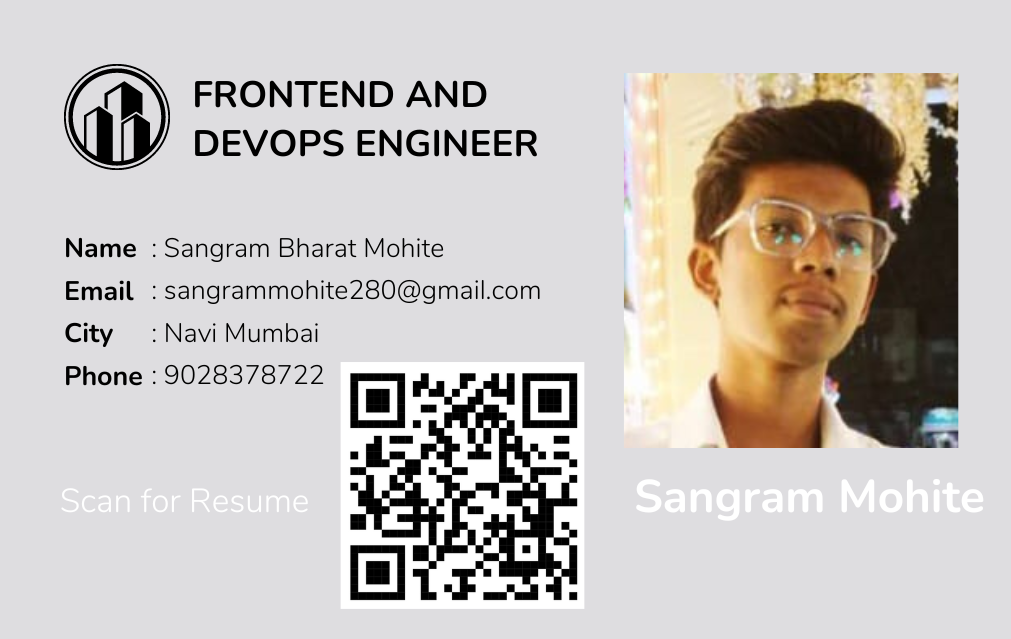 FRONTEND AND
DEVOPS ENGINEER
Name : Sangram Bharat Mohite
Email : sangrammohite280@gmail.com
City : Navi Mumbai
Phone : 9028378722
Scan for Resume
Sangram Mohite